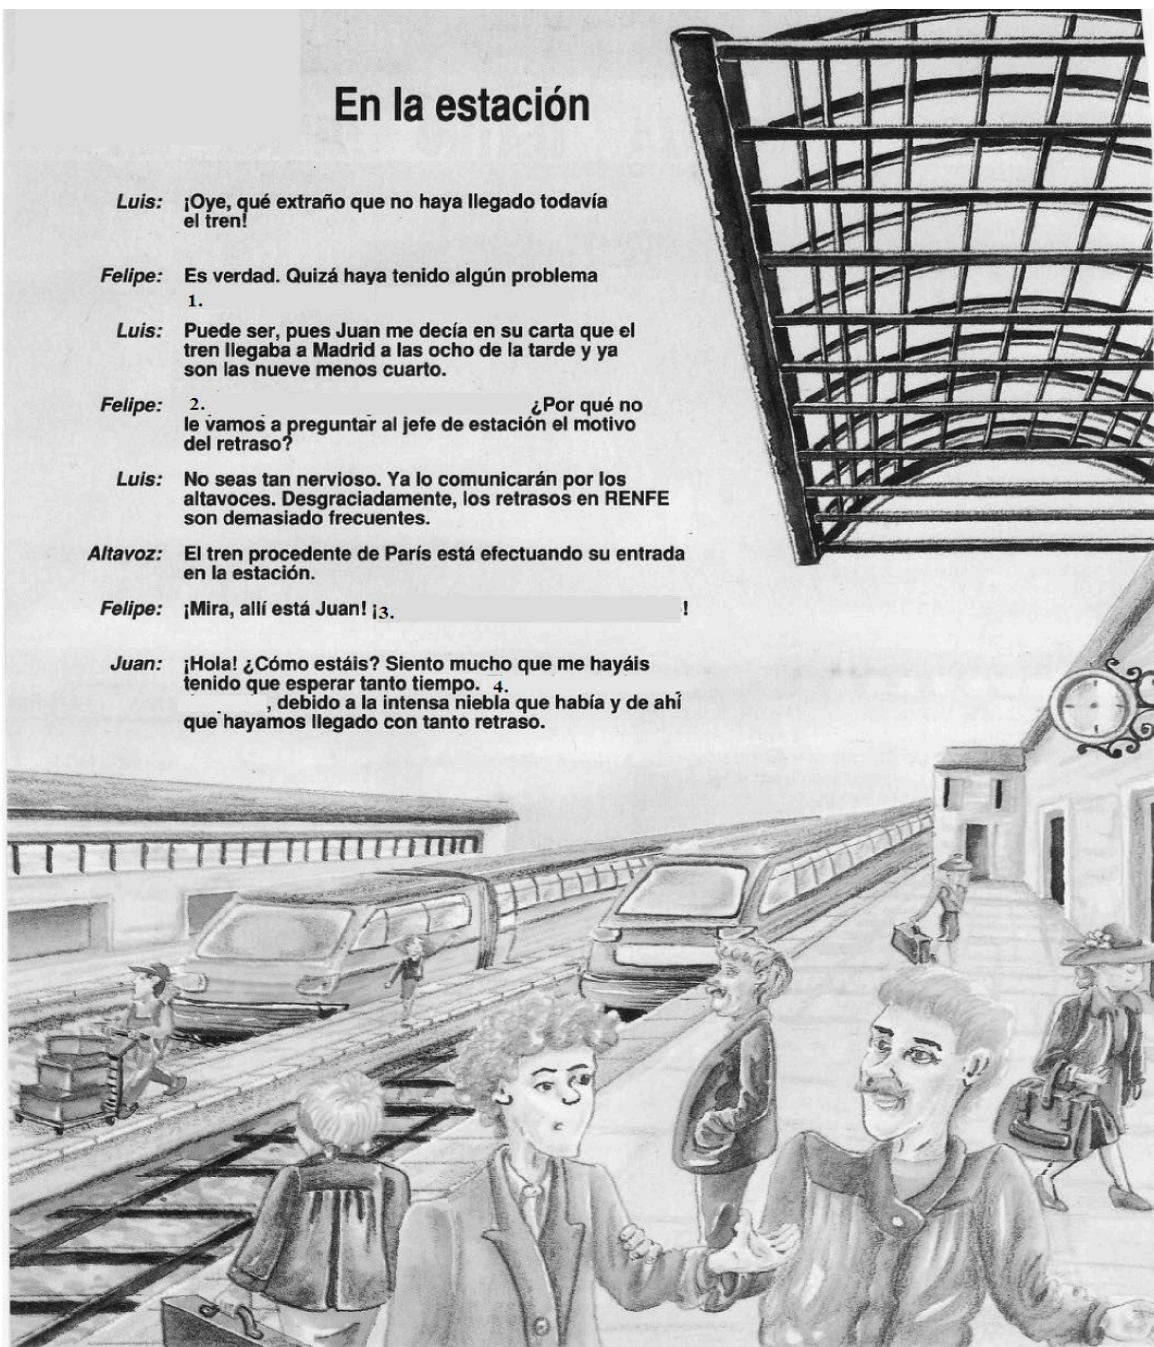 En la estación
Luis: ¡Oye, qué extraño que no haya llegado todavía
el tren!
Felipe: Es verdad. Quizá haya tenido algún problema
1.
Luis: Puede ser, pues Juan me decía en su carta que el
tren llegaba a Madrid a las ocho de la tarde y ya
son las nueve menos cuarto.
Felipe: 2. ¿Por qué no
le vamos a preguntar al jefe de estación el motivo
del retraso?
Luis: No seas tan nervioso. Ya lo comunicarán por los
altavoces. Desgraciadamente, los retrasos en RENFE
son demasiado frecuentes.
Altavoz: El tren procedente de París está efectuando su entrada
en la estación.
Felipe: ¡Mira, allí está Juan! ¡3. !
Juan: ¡Hola! ¿Cómo estáis? Siento mucho que me hayáis
tenido que esperar tanto tiempo. 4.
, debido a la intensa niebla que había y de ahí
que hayamos llegado con tanto retraso.